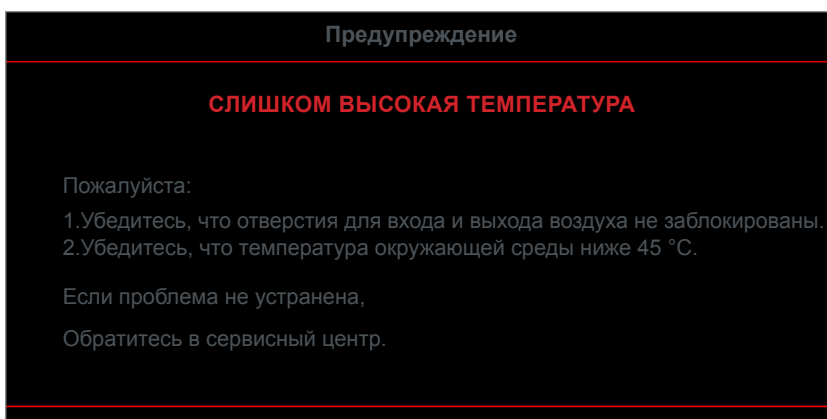 Предупреждение
СЛИШКОМ ВЫСОКАЯ ТЕМПЕРАТУРА
Пожалуйста:
1.Убедитесь, что отверстия для входа и выхода воздуха не заблокированы.
2.Убедитесь, что температура окружающей среды ниже 45 °C.
Если проблема не устранена,
Обратитесь в сервисный центр.